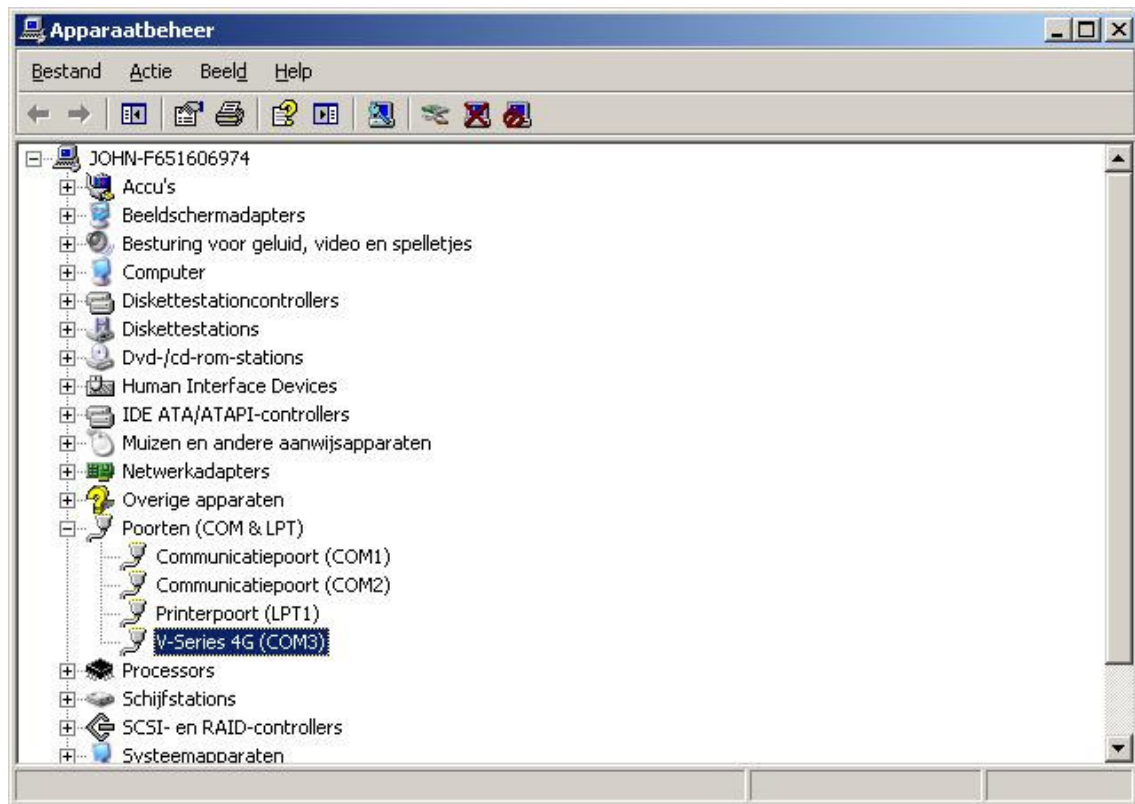 Apparaatbeheer
Bestand Actie Beeld Help
JOHN-F651606974
Accu's
Beeldschermadapters
Besturing voor geluid, video en spelletjes
Computer
Diskettestationcontrollers
Diskettestations
Dvd-/cd-rom-stations
Human Interface Devices
IDE ATA/ATAPI-controllers
Muizen en andere aanwijsapparaten
Netwerkadapters
Overige apparaten
Poorten (COM & LPT)
Communicatiepoort (COM1)
Communicatiepoort (COM2)
Printerpoort (LPT1)
V-Series 4G (COM3)
Processors
Schijfstations
SCSI- en RAID-controllers
Systeemapparaten